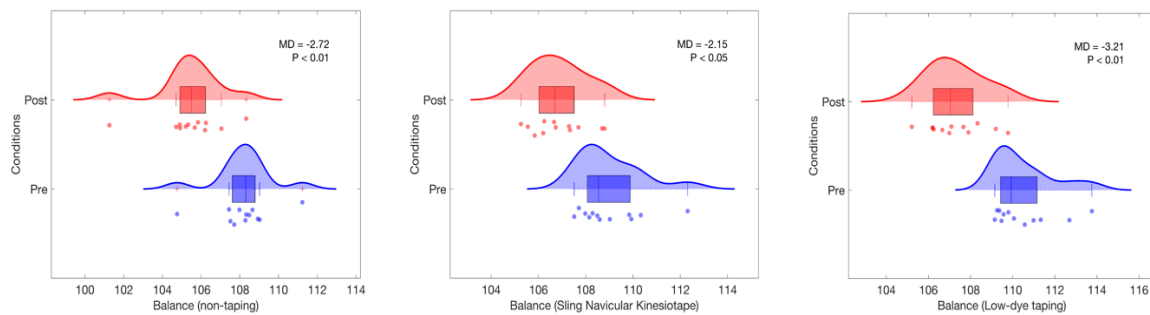 MD = -2.72
P < 0.01
Post
Conditions
Pre
100 102 104 106 108 110 112 114
Balance (non-taping)
MD = -2.15
P < 0.05
Post
Conditions
Pre
104 106 108 110 112 114
Balance (Sling Navicular Kinesiotape)
MD = -3.21
P < 0.01
Post
Conditions
Pre
104 106 108 110 112 114 116
Balance (Low-dye taping)